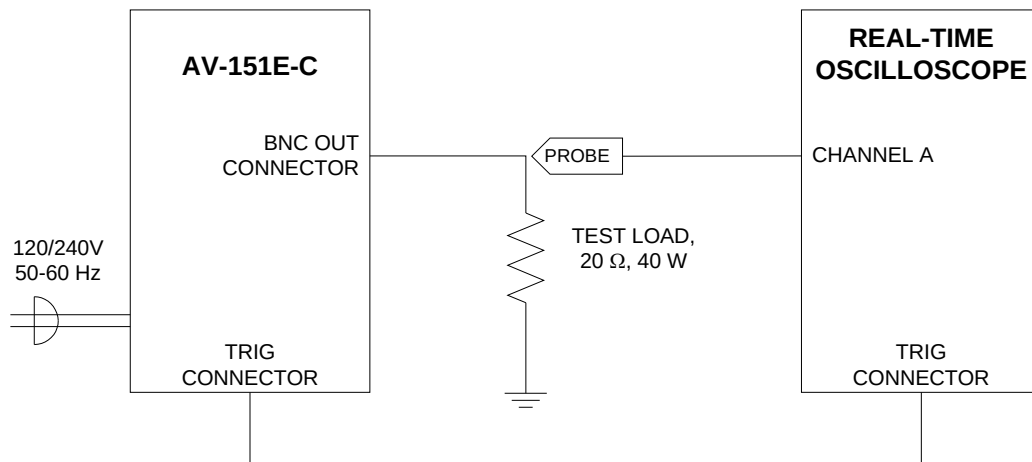 AV-151E-C
REAL-TIME
OSCILLOSCOPE
BNC OUT
CONNECTOR
PROBE
CHANNEL A
120/240V
50-60 Hz
TEST LOAD,
20 Ω, 40 W
TRIG
CONNECTOR
TRIG
CONNECTOR